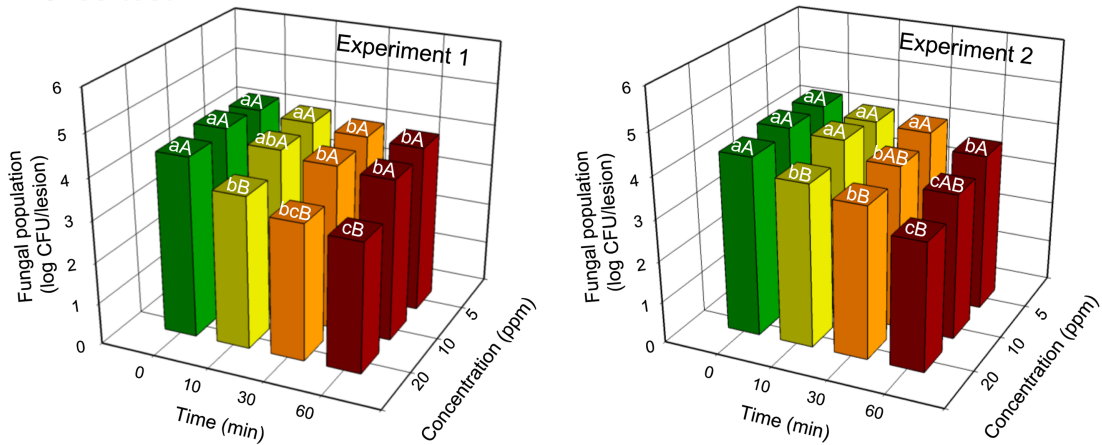 Experiment 1
Fungal population
(log CFU/lesion)
6
5
4
3
2
1
0
aA
aA
bA
bA
aA
abA
bA
bA
aA
bB
bcB
cB
0
10
30
60
Time (min)
5
10
20
Concentration (ppm)
Experiment 2
Fungal population
(log CFU/lesion)
6
5
4
3
2
1
0
aA
aA
aA
bA
aA
aA
bAB
cAB
aA
bB
bB
cB
0
10
30
60
Time (min)
5
10
20
Concentration (ppm)